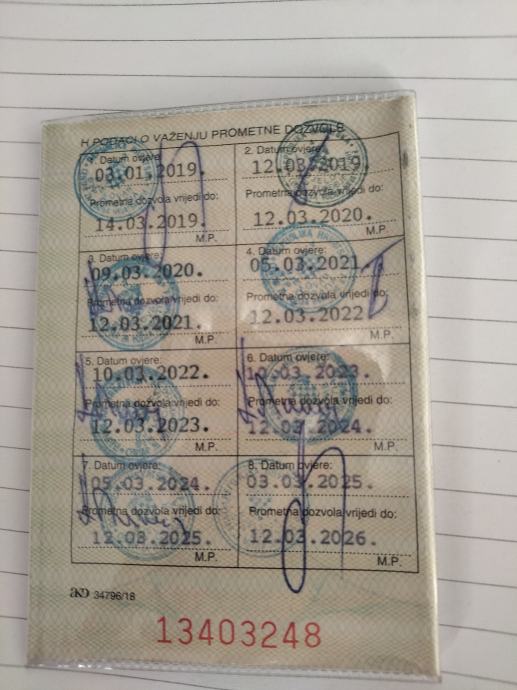 H PODACI O VAŽENJU PROMETNE DOZVOLE
1. Datum ovjere:
03.01.2019.
Prometna dozvola vrijedi do:
14.03.2019.
M.P.
2. Datum ovjere:
12.03.2019.
Prometna dozvola vrijedi do:
12.03.2020.
M.P.
3. Datum ovjere:
09.03.2020.
Prometna dozvola vrijedi do:
12.03.2021.
M.P.
4. Datum ovjere:
05.03.2021
Prometna dozvola vrijedi do:
12.03.2022
M.P.
5. Datum ovjere:
10.03.2022.
Prometna dozvola vrijedi do:
12.03.2023.
M.P.
6. Datum ovjere:
10.03.2023.
Prometna dozvola vrijedi do:
12.03.2024.
M.P.
7. Datum ovjere:
05.03.2024.
Prometna dozvola vrijedi do:
12.03.2025.
M.P.
8. Datum ovjere:
03.03.2025.
Prometna dozvola vrijedi do:
12.03.2026.
M.P.
AKD 34796/18
13403248